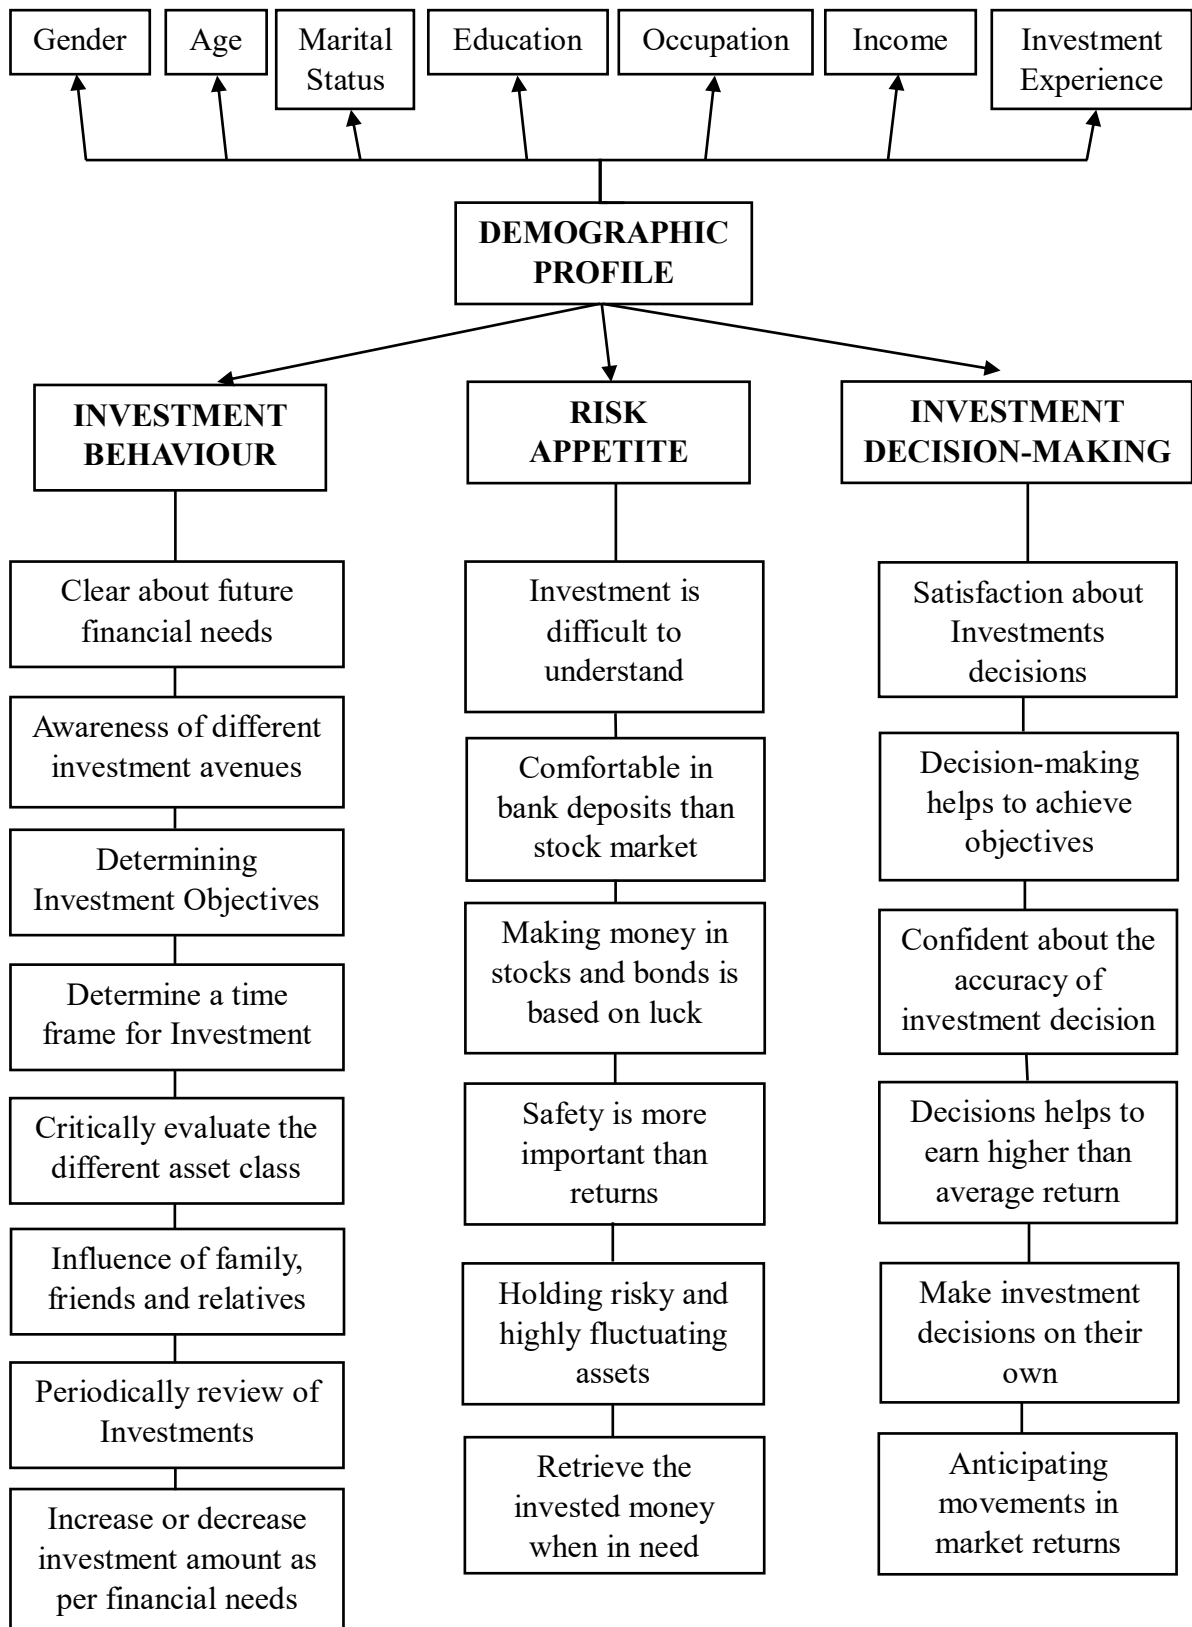 Gender
Age
Marital
Status
Education
Occupation
Income
Investment
Experience
DEMOGRAPHIC
PROFILE
INVESTMENT
BEHAVIOUR
RISK
APPETITE
INVESTMENT
DECISION-MAKING
Clear about future
financial needs
Awareness of different
investment avenues
Determining
Investment Objectives
Determine a time
frame for Investment
Critically evaluate the
different asset class
Influence of family,
friends and relatives
Periodically review of
Investments
Increase or decrease
investment amount as
per financial needs
Investment is
difficult to
understand
Comfortable in
bank deposits than
stock market
Making money in
stocks and bonds is
based on luck
Safety is more
important than
returns
Holding risky and
highly fluctuating
assets
Retrieve the
invested money
when in need
Satisfaction about
Investments
decisions
Decision-making
helps to achieve
objectives
Confident about the
accuracy of
investment decision
Decisions helps to
earn higher than
average return
Make investment
decisions on their
own
Anticipating
movements in
market returns